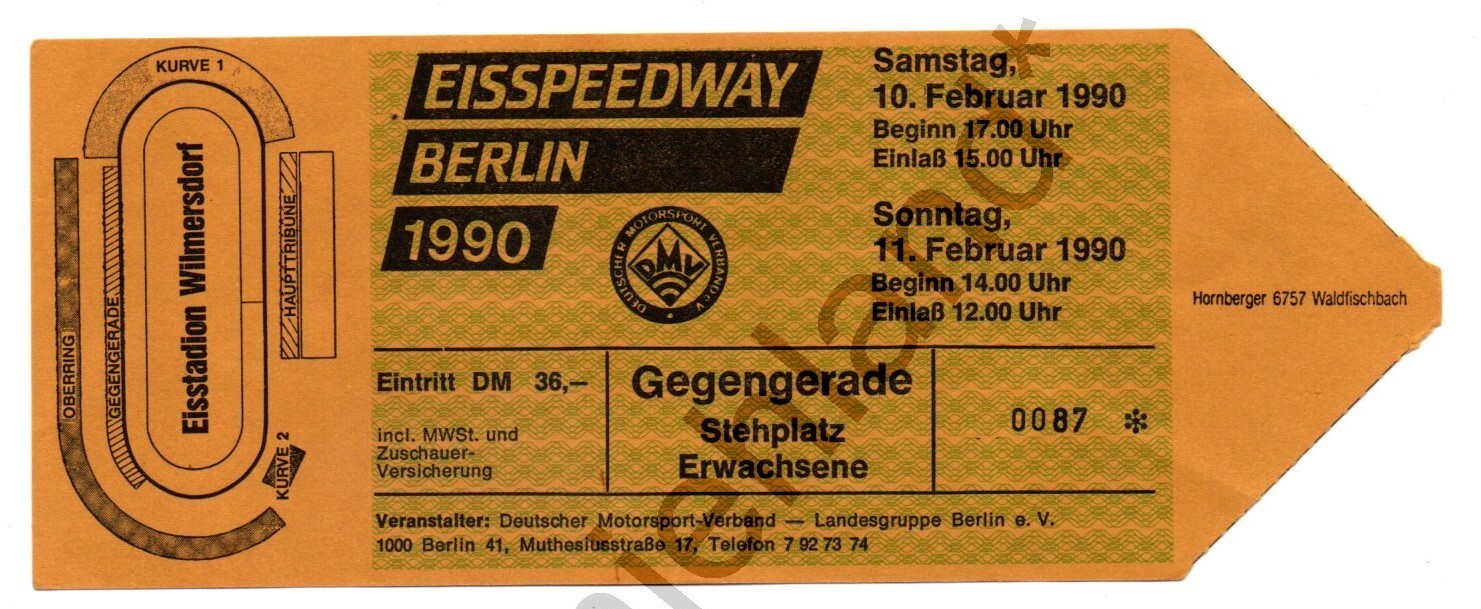 KURVE 1
Eisstadion Wilmersdorf
HAUPTTRIBÜNE
OBERRING
GEGENGERADE
KURVE 2
EISSPEEDWAY
BERLIN
1990
DEUTSCHER MOTORSPORT VERBAND e.V.
DMV
Samstag,
10. Februar 1990
Beginn 17.00 Uhr
Einlaß 15.00 Uhr
Sonntag,
11. Februar 1990
Beginn 14.00 Uhr
Einlaß 12.00 Uhr
Hornberger 6757 Waldfischbach
Eintritt DM 36,—
incl. MWSt. und
Zuschauer-
Versicherung
Gegengerade
Stehplatz
Erwachsene
0087 ✻
Veranstalter: Deutscher Motorsport-Verband — Landesgruppe Berlin e. V.
1000 Berlin 41, Muthesiusstraße 17, Telefon 7 92 73 74